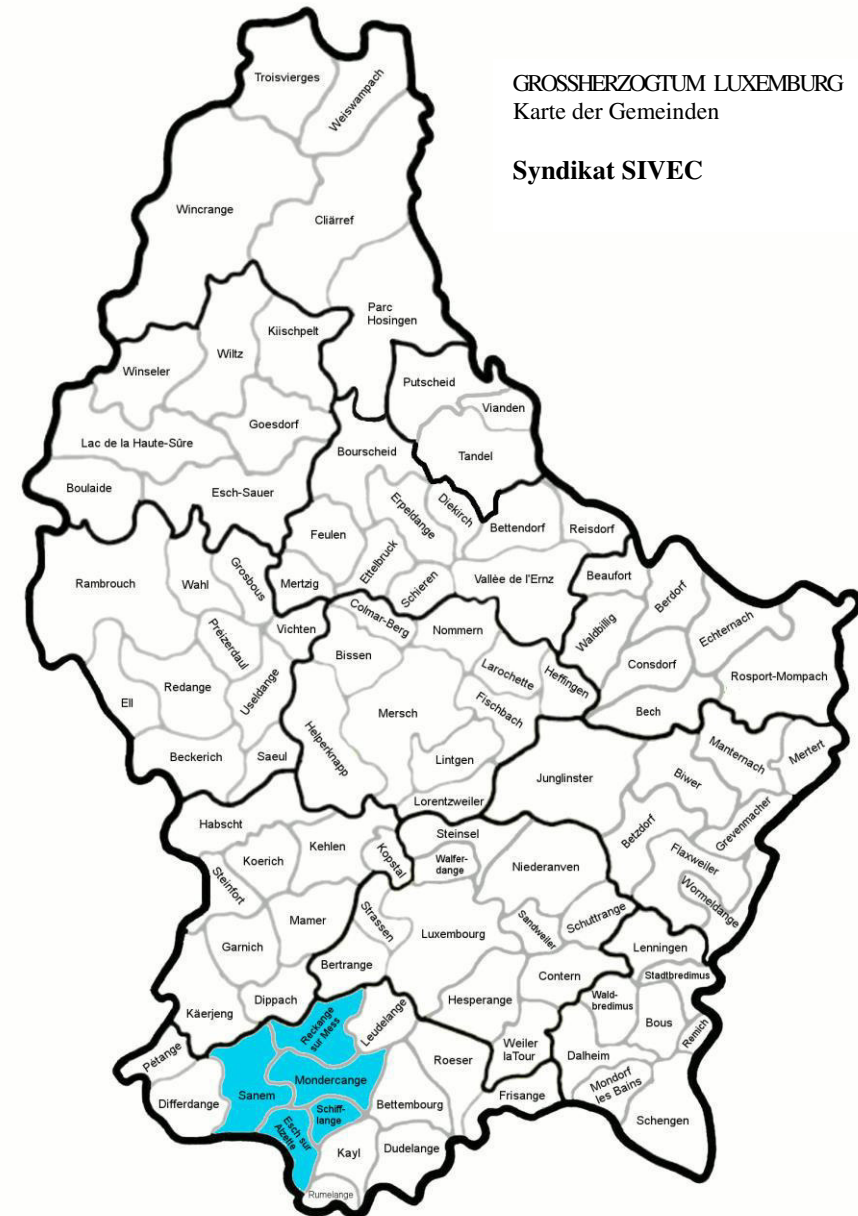 GROSSHERZOGTUM LUXEMBURG
Karte der Gemeinden
Syndikat SIVEC
Troisvierges
Weiswampach
Wincrange
Cliärref
Parc
Hosingen
Kiischpelt
Wiltz
Winseler
Putscheid
Vianden
Goesdorf
Lac de la Haute-Sûre
Bourscheid
Tandel
Boulaide
Esch-Sauer
Erpeldange
Diekirch
Bettendorf
Reisdorf
Feulen
Ettelbruck
Rambrouch
Wahl
Grosbous
Mertzig
Schieren
Vallée de l'Ernz
Beaufort
Berdorf
Echternach
Waldbillig
Colmar-Berg
Vichten
Préizerdaul
Nommern
Bissen
Larochette
Heffingen
Consdorf
Rosport-Mompach
Ell
Redange
Useldange
Mersch
Fischbach
Bech
Helperknapp
Beckerich
Saeul
Lintgen
Junglinster
Manternach
Mertert
Biwer
Lorentzweiler
Grevenmacher
Habscht
Steinsel
Betzdorf
Koerich
Kehlen
Kopstal
Walfer-
dange
Niederanven
Flaxweiler
Steinfort
Wormeldange
Mamer
Strassen
Luxembourg
Sandweiler
Schuttrange
Garnich
Lenningen
Bertrange
Contern
Stadtbredimus
Käerjeng
Dippach
Hesperange
Wald-
bredimus
Bous
Remich
Reckange
sur Mess
Leudelange
Weiler
laTour
Dalheim
Pétange
Roeser
Mondercange
Mondorf
les Bains
Differdange
Sanem
Schiff-
lange
Bettembourg
Frisange
Schengen
Esch sur
Alzette
Kayl
Dudelange
Rumelange